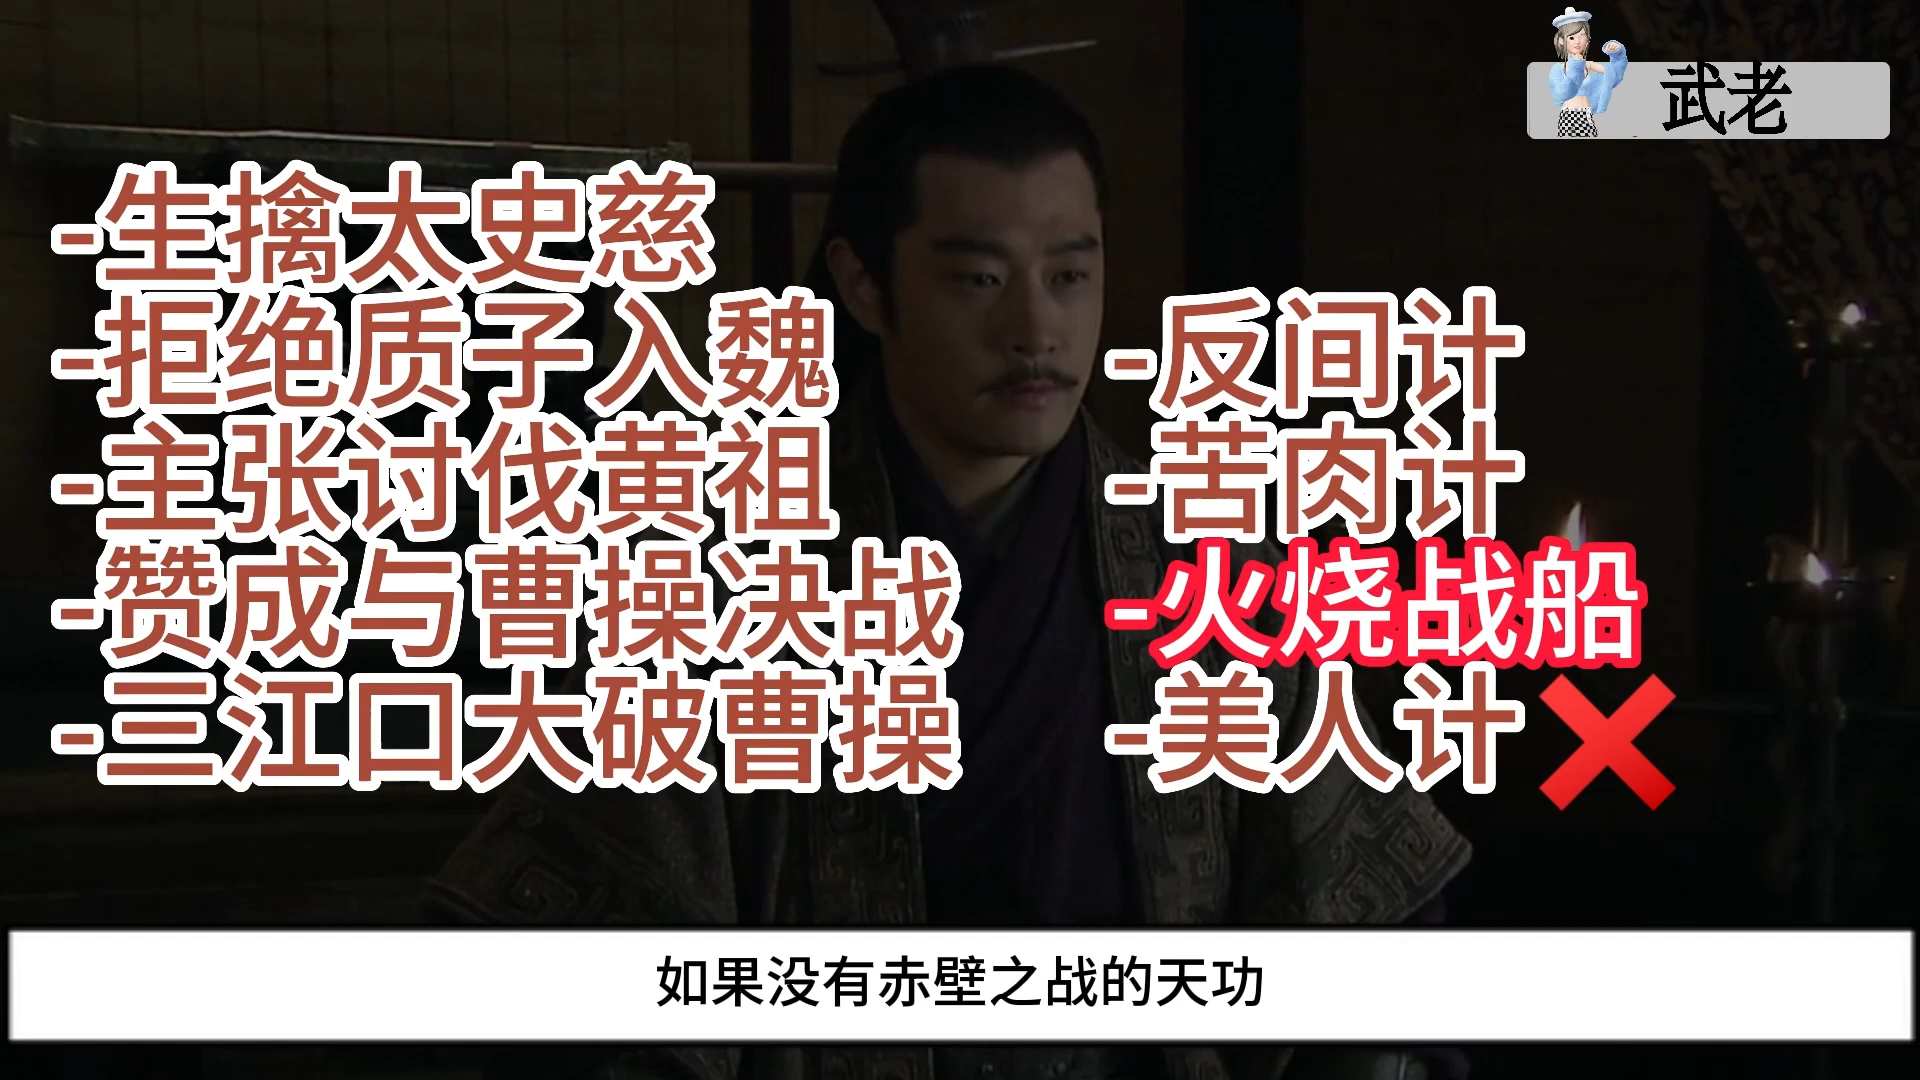 武老
-生擒太史慈
-拒绝质子入魏
-主张讨伐黄祖
-赞成与曹操决战
-三江口大破曹操
-反间计
-苦肉计
-火烧战船
-美人计
如果没有赤壁之战的天功